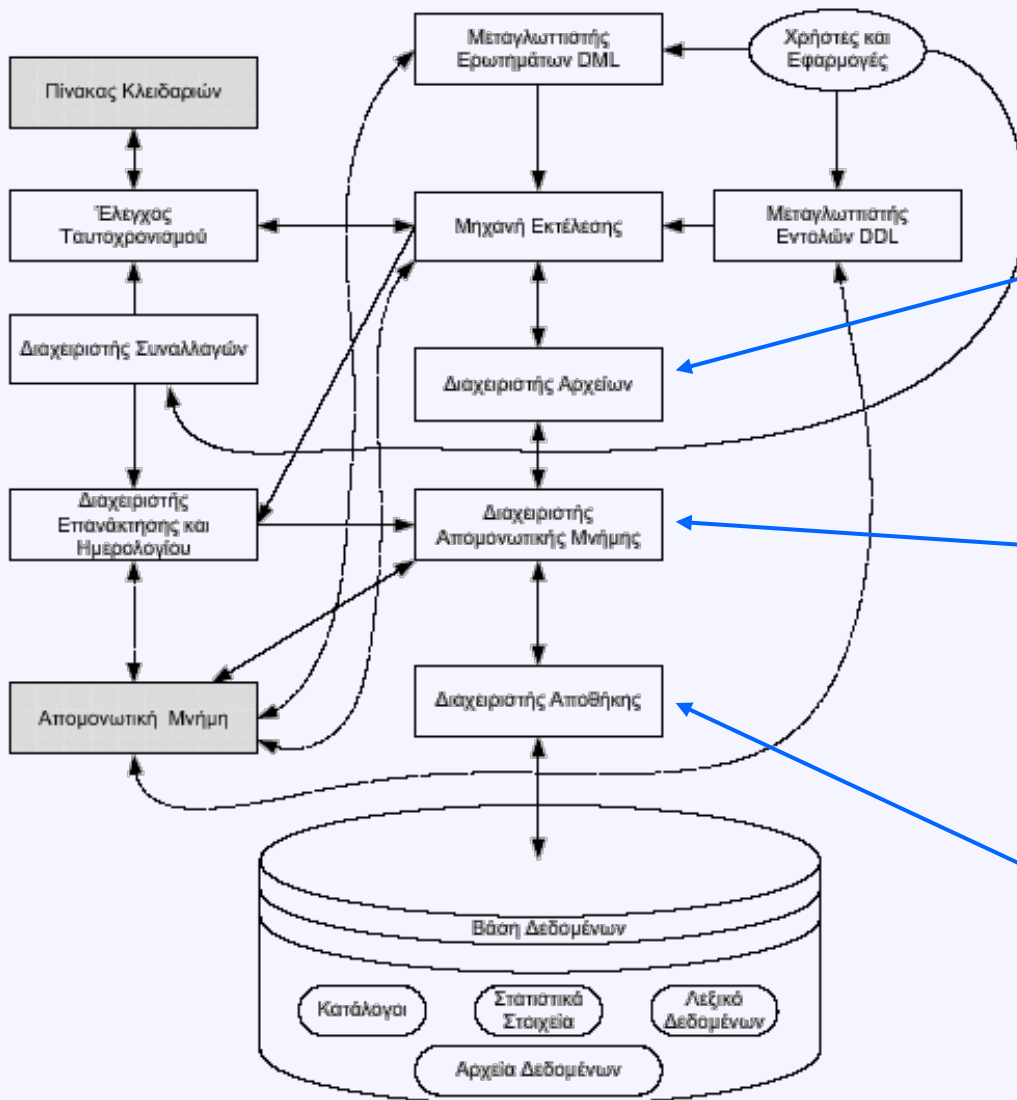 Μεταγλωττιστής
Ερωτημάτων DML
Χρήστες και
Εφαρμογές
Πίνακας Κλειδαριών
Έλεγχος
Ταυτοχρονισμού
Μηχανή Εκτέλεσης
Μεταγλωττιστής
Εντολών DDL
Διαχειριστής Συναλλαγών
Διαχειριστής Αρχείων
Διαχειριστής
Επανάκτησης και
Ημερολογίου
Διαχειριστής
Απομονωτικής Μνήμης
Απομονωτική Μνήμη
Διαχειριστής Αποθήκης
Βάση Δεδομένων
Κατάλογοι
Στατιστικά
Στοιχεία
Λεξικό
Δεδομένων
Αρχεία Δεδομένων